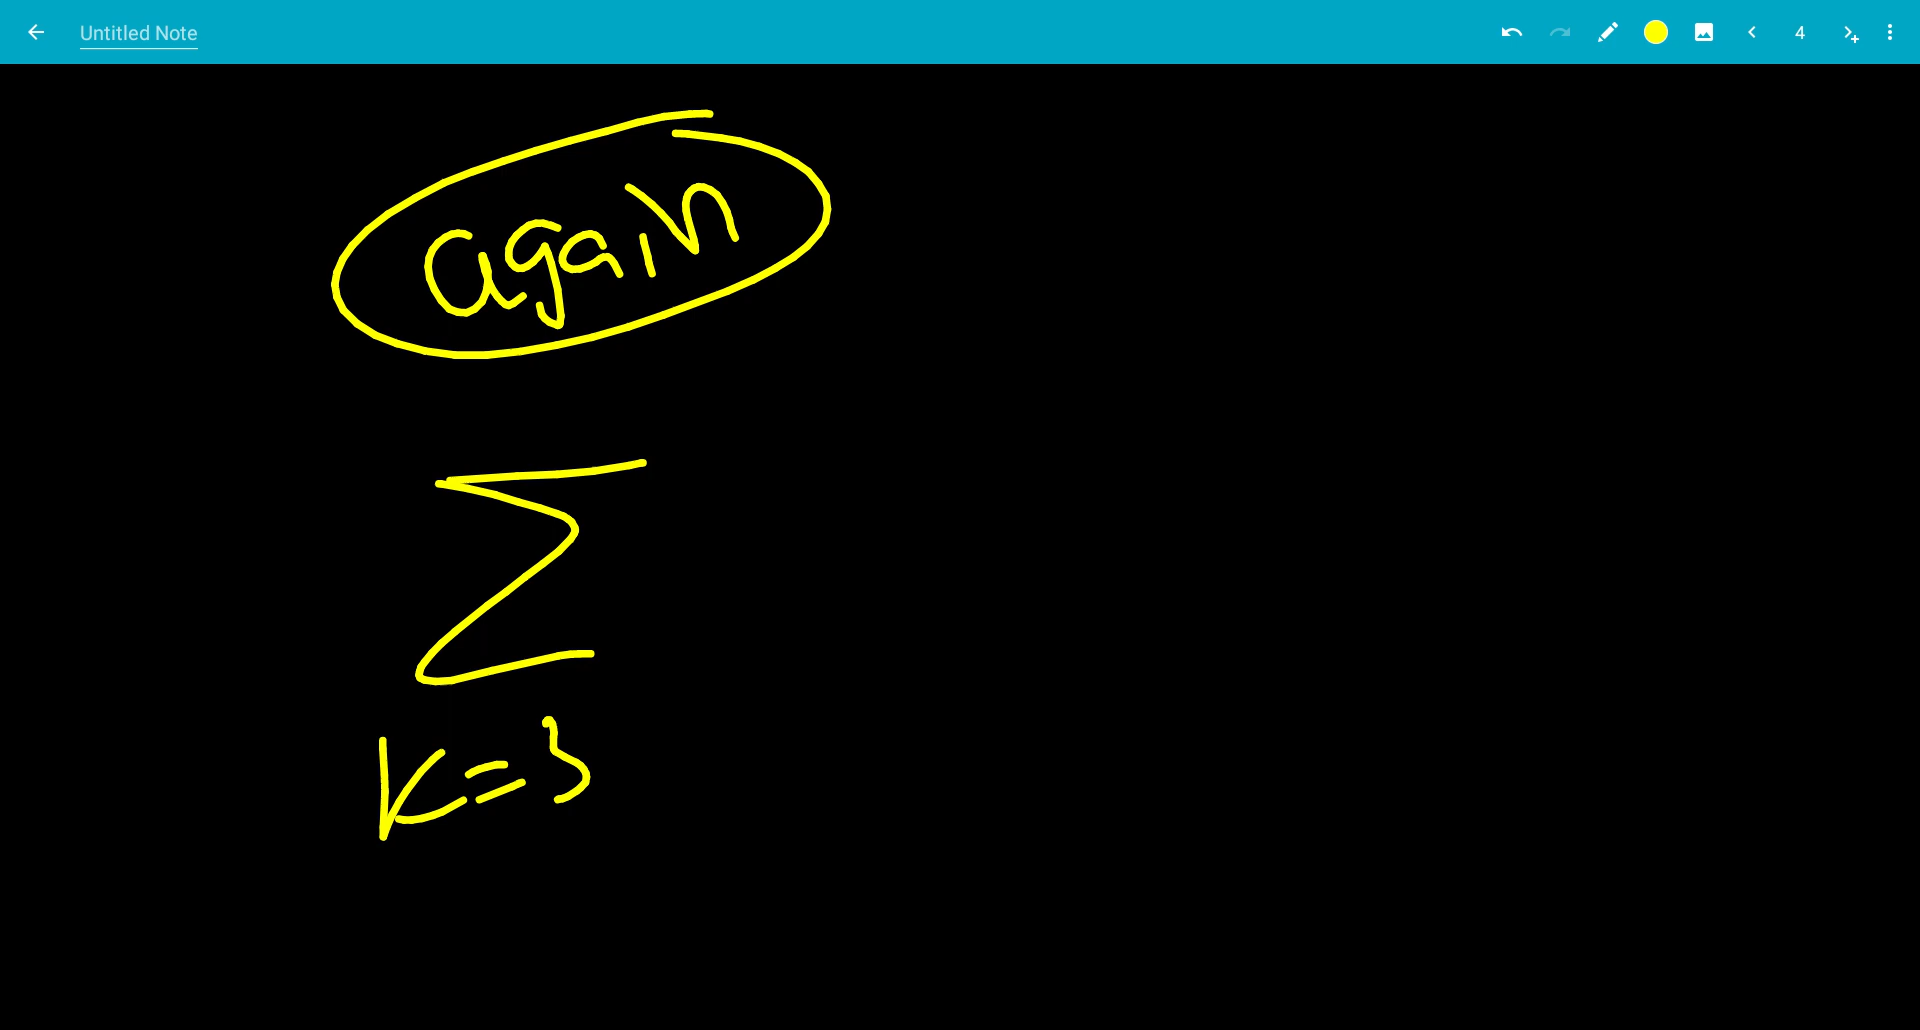 Untitled Note
4
again
Σ
K=3